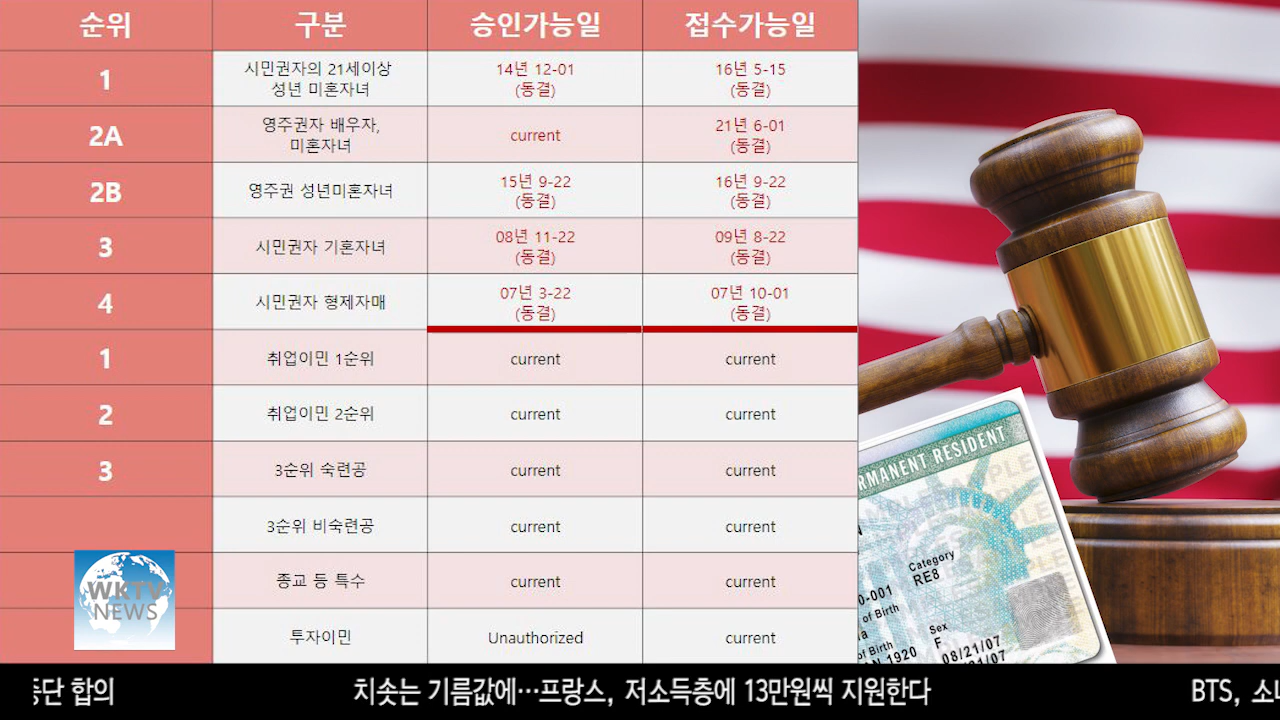 순위 구분 승인가능일 접수가능일
1 시민권자의 21세이상 14년 12-01 16년 5-15
성년 미혼자녀 (동결) (동결)
2A 영주권자 배우자, current 21년 6-01
미혼자녀 (동결)
2B 영주권 성년미혼자녀 15년 9-22 16년 9-22
(동결) (동결)
3 시민권자 기혼자녀 08년 11-22 09년 8-22
(동결) (동결)
4 시민권자 형제자매 07년 3-22 07년 10-01
(동결) (동결)
1 취업이민 1순위 current current
2 취업이민 2순위 current current
3 3순위 숙련공 current current
3순위 비숙련공 current current
종교 등 특수 current current
투자이민 Unauthorized current
WKTV
NEWS
RMANENT RESIDENT
Category
RE8
0-001
of Birth
Sex
F
of Birth
1920
08/21/07
합의 치솟는 기름값에…프랑스, 저소득층에 13만원씩 지원한다 BTS,